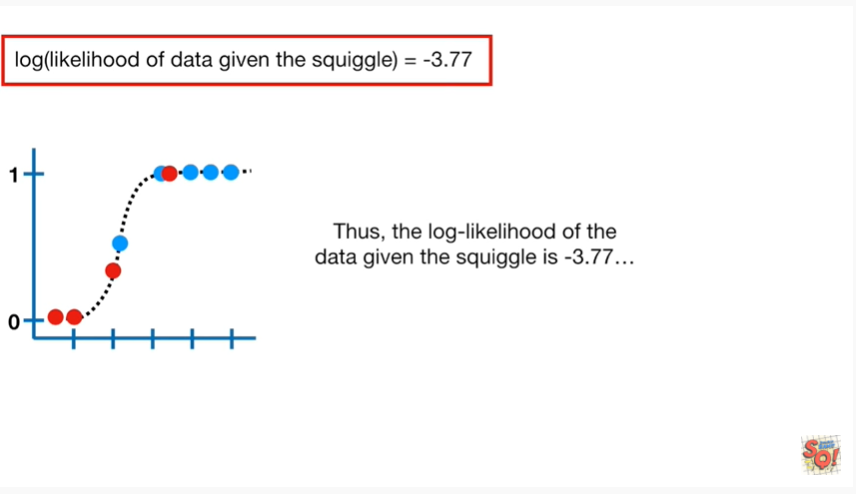 log(likelihood of data given the squiggle) = -3.77
1
Thus, the log-likelihood of the
data given the squiggle is -3.77...
0
SQ!